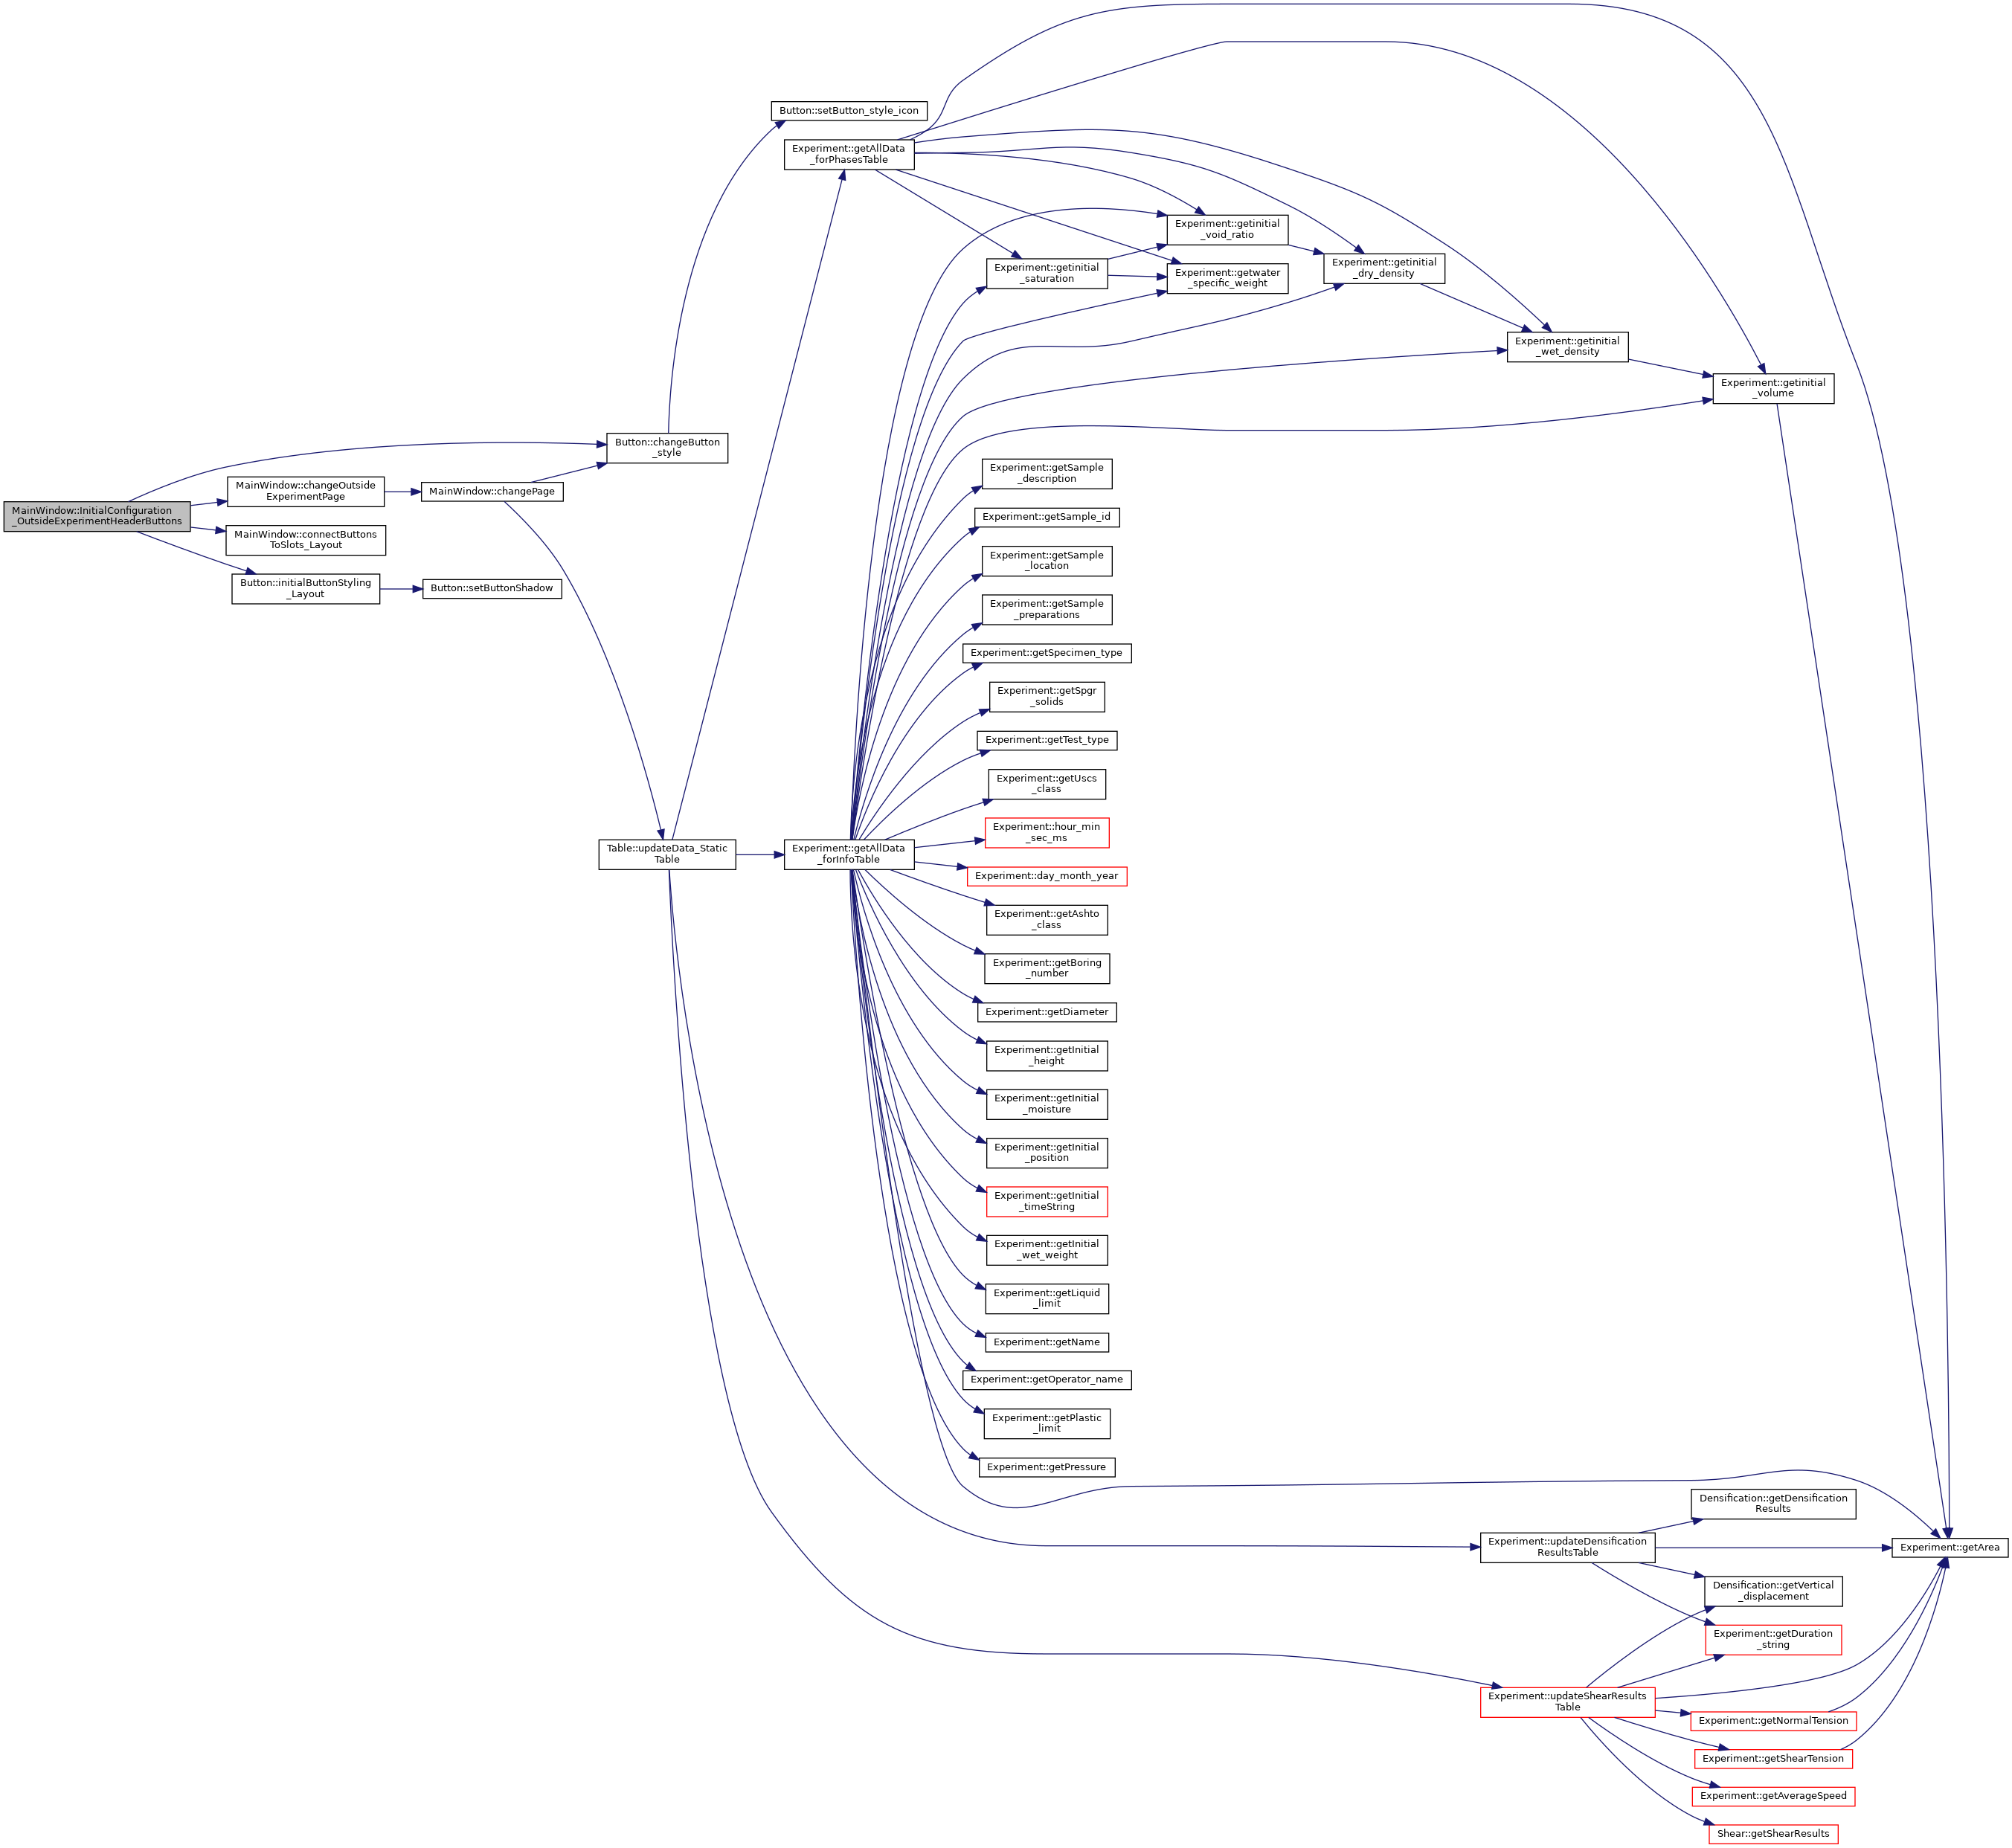 Button::setButton_style_icon
Experiment::getAllData
_forPhasesTable
Experiment::getinitial
_void_ratio
Experiment::getinitial
_saturation
Experiment::getwater
_specific_weight
Experiment::getinitial
_dry_density
Experiment::getinitial
_wet_density
Experiment::getinitial
_volume
Button::changeButton
_style
MainWindow::InitialConfiguration
_OutsideExperimentHeaderButtons
MainWindow::changeOutside
ExperimentPage
MainWindow::changePage
MainWindow::connectButtons
ToSlots_Layout
Button::initialButtonStyling
_Layout
Button::setButtonShadow
Experiment::getSample
_description
Experiment::getSample_id
Experiment::getSample
_location
Experiment::getSample
_preparations
Experiment::getSpecimen_type
Experiment::getSpgr
_solids
Experiment::getTest_type
Experiment::getUscs
_class
Experiment::hour_min
_sec_ms
Table::updateData_Static
Table
Experiment::getAllData
_forInfoTable
Experiment::day_month_year
Experiment::getAshto
_class
Experiment::getBoring
_number
Experiment::getDiameter
Experiment::getInitial
_height
Experiment::getInitial
_moisture
Experiment::getInitial
_position
Experiment::getInitial
_timeString
Experiment::getInitial
_wet_weight
Experiment::getLiquid
_limit
Experiment::getName
Experiment::getOperator_name
Experiment::getPlastic
_limit
Experiment::getPressure
Densification::getDensification
Results
Experiment::updateDensification
ResultsTable
Experiment::getArea
Densification::getVertical
_displacement
Experiment::getDuration
_string
Experiment::updateShearResults
Table
Experiment::getNormalTension
Experiment::getShearTension
Experiment::getAverageSpeed
Shear::getShearResults